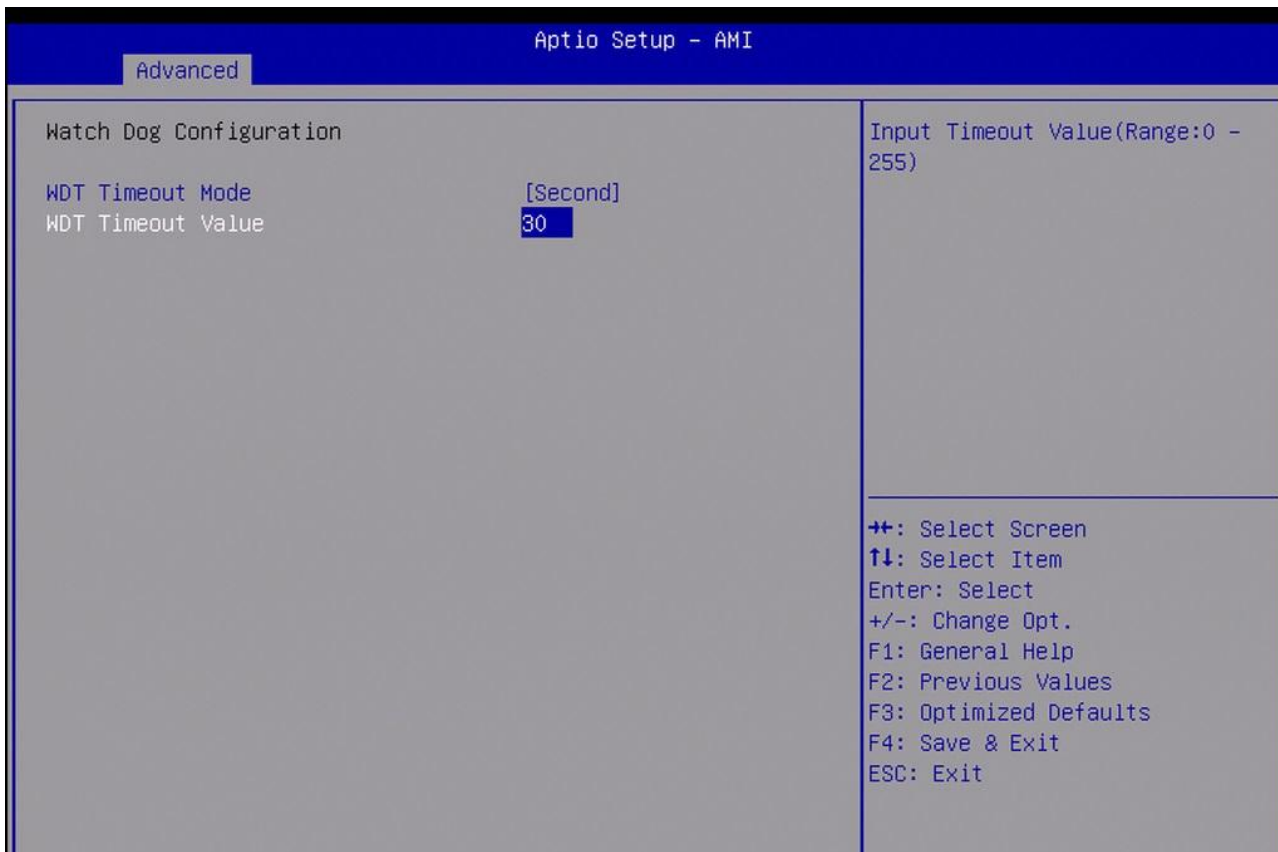 Aptio Setup – AMI
Advanced
Watch Dog Configuration
WDT Timeout Mode [Second]
WDT Timeout Value 30
Input Timeout Value(Range:0 –
255)
→←: Select Screen
↑↓: Select Item
Enter: Select
+/-: Change Opt.
F1: General Help
F2: Previous Values
F3: Optimized Defaults
F4: Save & Exit
ESC: Exit